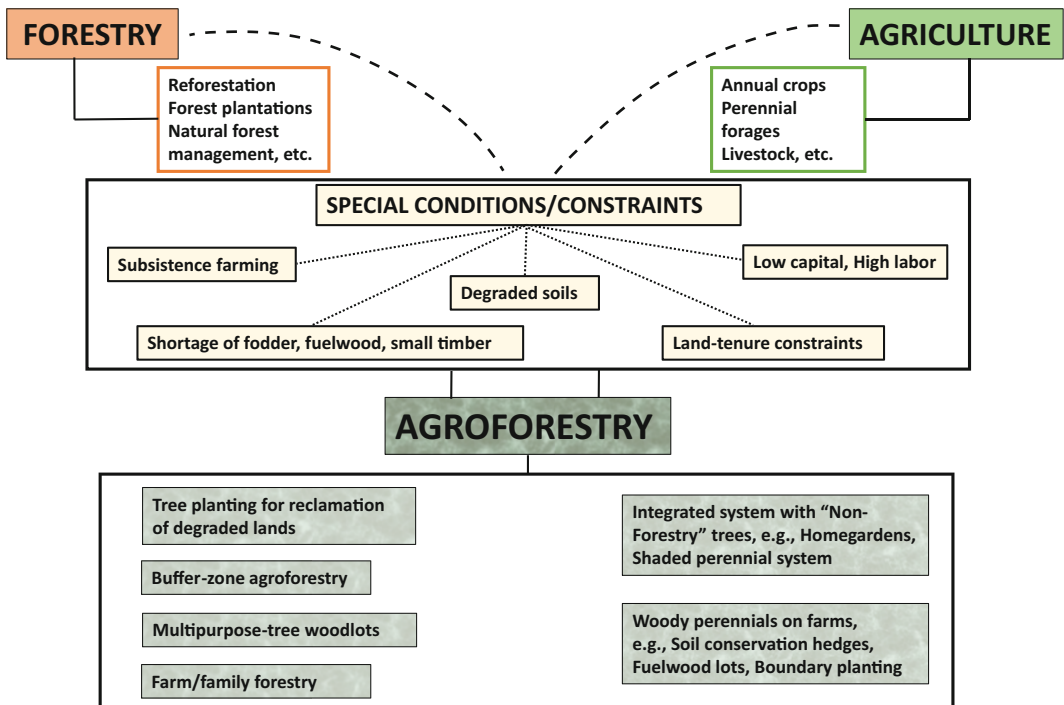 FORESTRY
AGRICULTURE
Reforestation
Forest plantations
Natural forest
management, etc.
Annual crops
Perennial
forages
Livestock, etc.
SPECIAL CONDITIONS/CONSTRAINTS
Subsistence farming
Low capital, High labor
Degraded soils
Shortage of fodder, fuelwood, small timber
Land-tenure constraints
AGROFORESTRY
Tree planting for reclamation
of degraded lands
Buffer-zone agroforestry
Multipurpose-tree woodlots
Farm/family forestry
Integrated system with “Non-
Forestry” trees, e.g., Homegardens,
Shaded perennial system
Woody perennials on farms,
e.g., Soil conservation hedges,
Fuelwood lots, Boundary planting